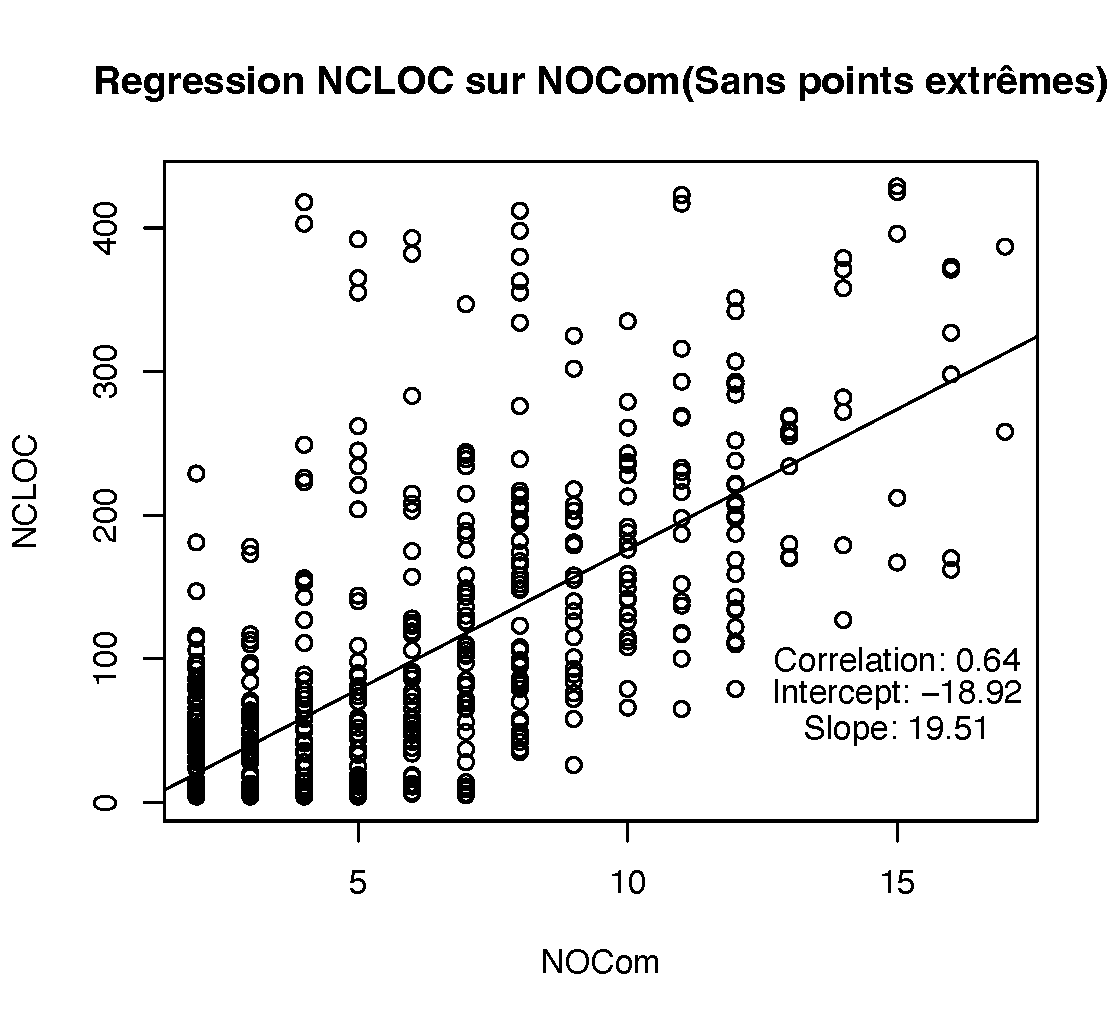 Regression NCLOC sur NOCom(Sans points extrêmes)
NCLOC
400
300
200
100
0
Correlation: 0.64
Intercept: −18.92
Slope: 19.51
5
10
15
NOCom